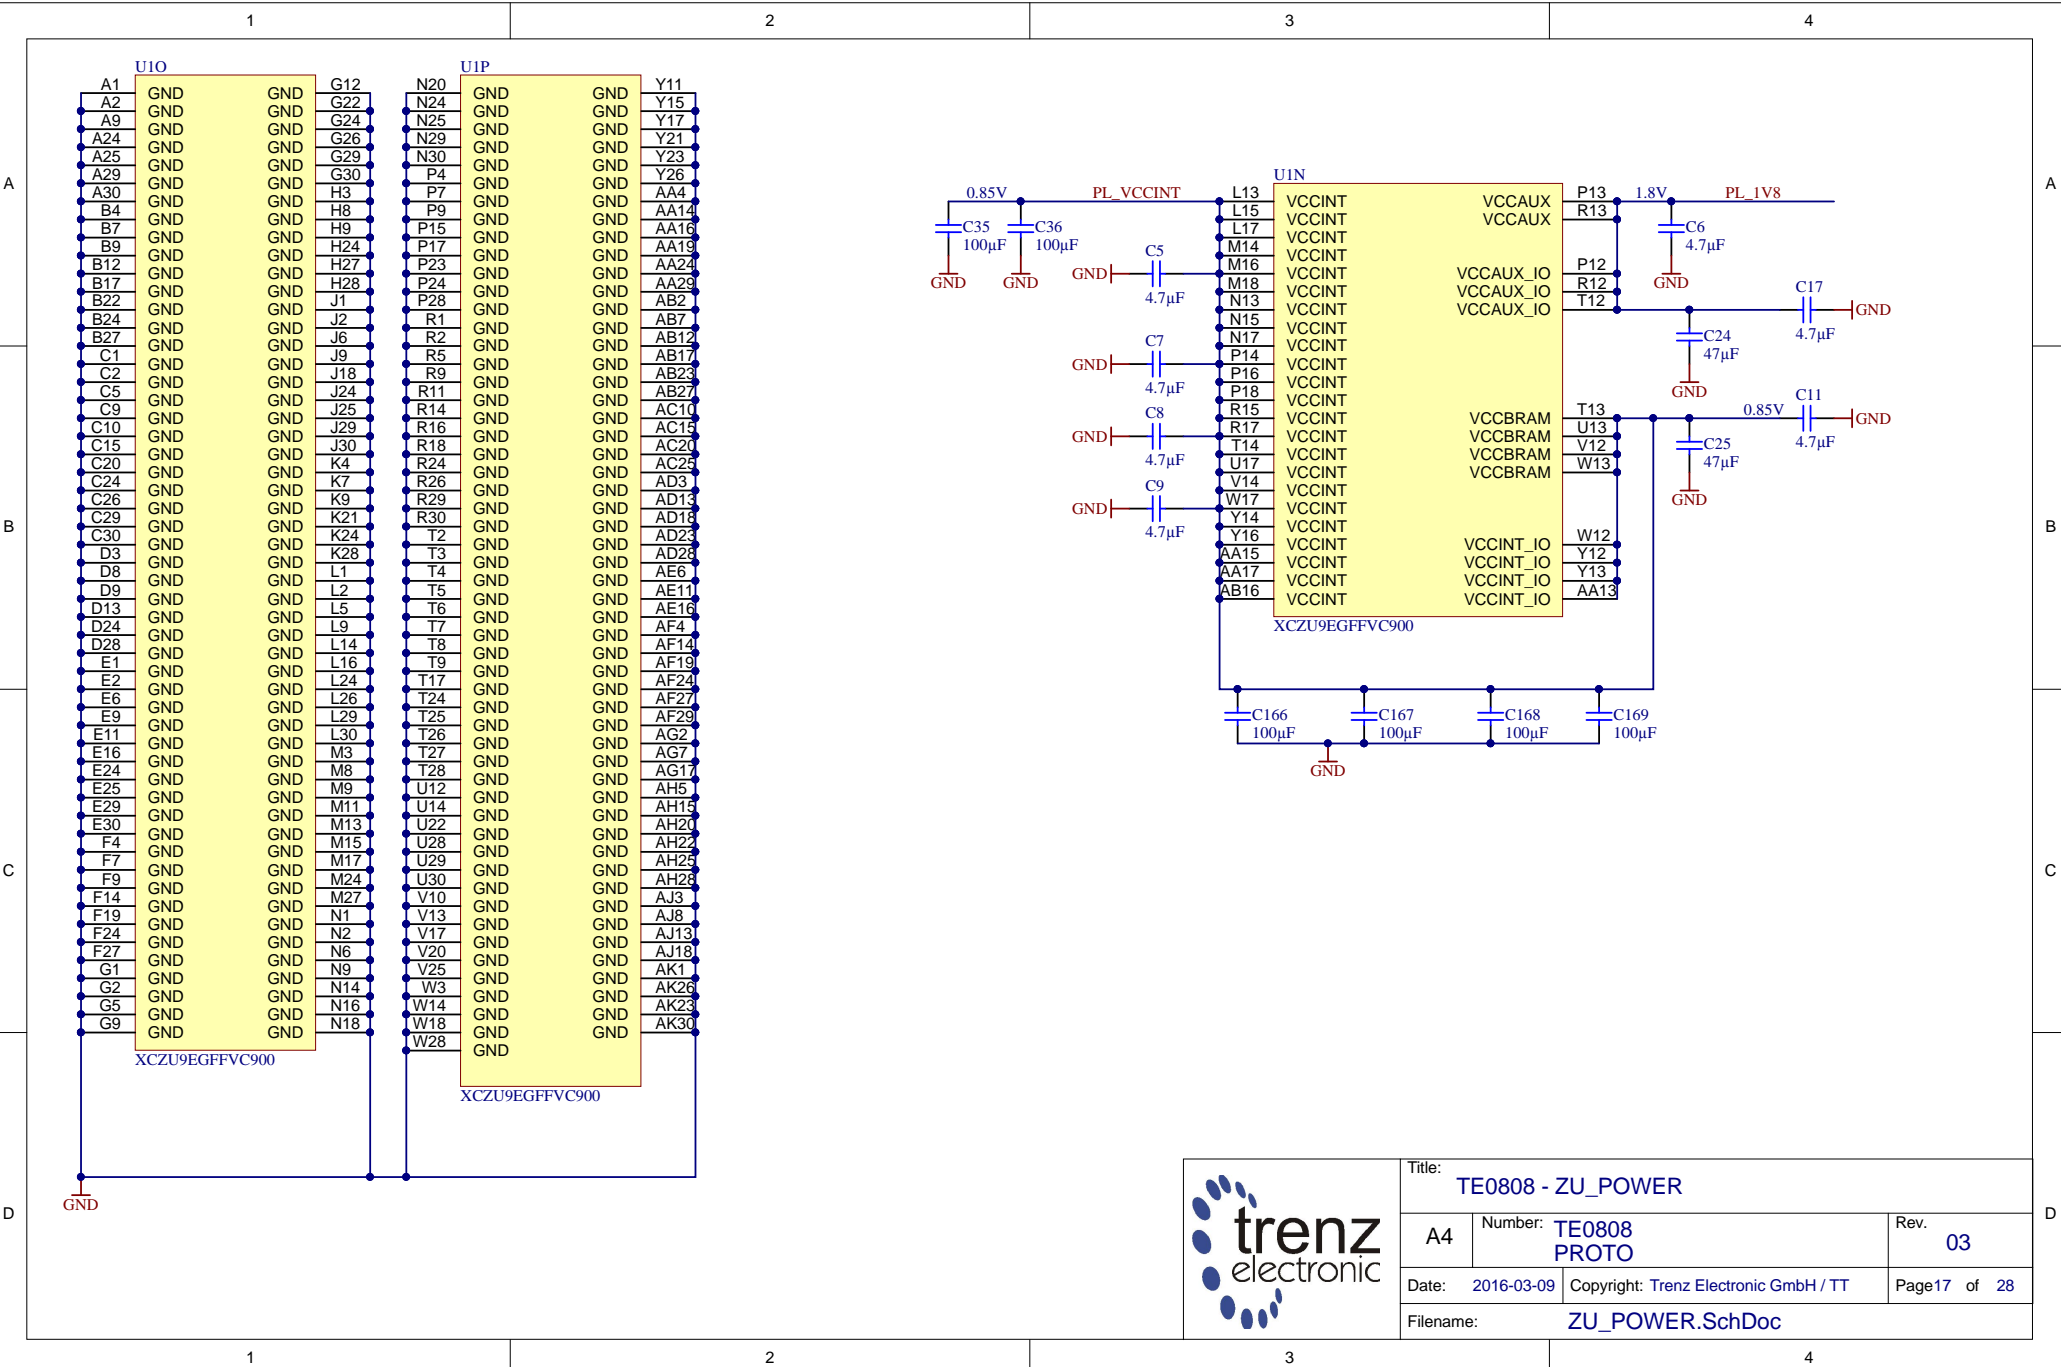 1 2 3 4
A
B
C
D
U1O
A1 GND GND G12
A2 GND GND G22
A9 GND GND G24
A24 GND GND G26
A25 GND GND G29
A29 GND GND G30
A30 GND GND H3
B4 GND GND H8
B7 GND GND H9
B9 GND GND H24
B12 GND GND H27
B17 GND GND H28
B22 GND GND J1
B24 GND GND J2
B27 GND GND J6
C1 GND GND J9
C2 GND GND J18
C5 GND GND J24
C9 GND GND J25
C10 GND GND J29
C15 GND GND J30
C20 GND GND K4
C24 GND GND K7
C26 GND GND K9
C29 GND GND K21
C30 GND GND K24
D3 GND GND K28
D8 GND GND L1
D9 GND GND L2
D13 GND GND L5
D24 GND GND L9
D28 GND GND L14
E1 GND GND L16
E2 GND GND L24
E6 GND GND L26
E9 GND GND L29
E11 GND GND L30
E16 GND GND M3
E24 GND GND M8
E25 GND GND M9
E29 GND GND M11
E30 GND GND M13
F4 GND GND M15
F7 GND GND M17
F9 GND GND M24
F14 GND GND M27
F19 GND GND N1
F24 GND GND N2
F27 GND GND N6
G1 GND GND N9
G2 GND GND N14
G5 GND GND N16
G9 GND GND N18
XCZU9EGFFVC900
GND
U1P
N20 GND GND Y11
N24 GND GND Y15
N25 GND GND Y17
N29 GND GND Y21
N30 GND GND Y23
P4 GND GND Y26
P7 GND GND AA4
P9 GND GND AA14
P15 GND GND AA16
P17 GND GND AA19
P23 GND GND AA24
P24 GND GND AA29
P28 GND GND AB2
R1 GND GND AB7
R2 GND GND AB12
R5 GND GND AB17
R9 GND GND AB23
R11 GND GND AB27
R14 GND GND AC10
R16 GND GND AC15
R18 GND GND AC20
R24 GND GND AC25
R26 GND GND AD3
R29 GND GND AD13
R30 GND GND AD18
T2 GND GND AD23
T3 GND GND AD28
T4 GND GND AE6
T5 GND GND AE11
T6 GND GND AE16
T7 GND GND AF4
T8 GND GND AF14
T9 GND GND AF19
T17 GND GND AF24
T24 GND GND AF27
T25 GND GND AF29
T26 GND GND AG2
T27 GND GND AG7
T28 GND GND AG17
U12 GND GND AH5
U14 GND GND AH15
U22 GND GND AH20
U28 GND GND AH22
U29 GND GND AH25
U30 GND GND AH28
V10 GND GND AJ3
V13 GND GND AJ8
V17 GND GND AJ13
V20 GND GND AJ18
V25 GND GND AK1
W3 GND GND AK26
W14 GND GND AK23
W18 GND GND AK30
W28 GND
XCZU9EGFFVC900
0.85V PL_VCCINT
C35
100µF
GND
C36
100µF
GND
GND C5
4.7µF
GND C7
4.7µF
GND C8
4.7µF
GND C9
4.7µF
U1N
L13 VCCINT VCCAUX P13
L15 VCCINT VCCAUX R13
L17 VCCINT
M14 VCCINT
M16 VCCINT VCCAUX_IO P12
M18 VCCINT VCCAUX_IO R12
N13 VCCINT VCCAUX_IO T12
N15 VCCINT
N17 VCCINT
P14 VCCINT
P16 VCCINT
P18 VCCINT
R15 VCCINT VCCBRAM T13
R17 VCCINT VCCBRAM U13
T14 VCCINT VCCBRAM V12
U17 VCCINT VCCBRAM W13
V14 VCCINT
W17 VCCINT
Y14 VCCINT
Y16 VCCINT VCCINT_IO W12
AA15 VCCINT VCCINT_IO Y12
AA17 VCCINT VCCINT_IO Y13
AB16 VCCINT VCCINT_IO AA13
XCZU9EGFFVC900
1.8V PL_1V8
C6
4.7µF
GND
C17
4.7µF
GND
C24
47µF
GND
0.85V
C11
4.7µF
GND
C25
47µF
GND
C166
100µF
C167
100µF
C168
100µF
C169
100µF
GND
trenz
electronic
Title:
TE0808 - ZU_POWER
A4
Number: TE0808
PROTO
Rev.
03
Date: 2016-03-09
Copyright: Trenz Electronic GmbH / TT
Page17 of 28
Filename: ZU_POWER.SchDoc
A
B
C
D
1 2 3 4